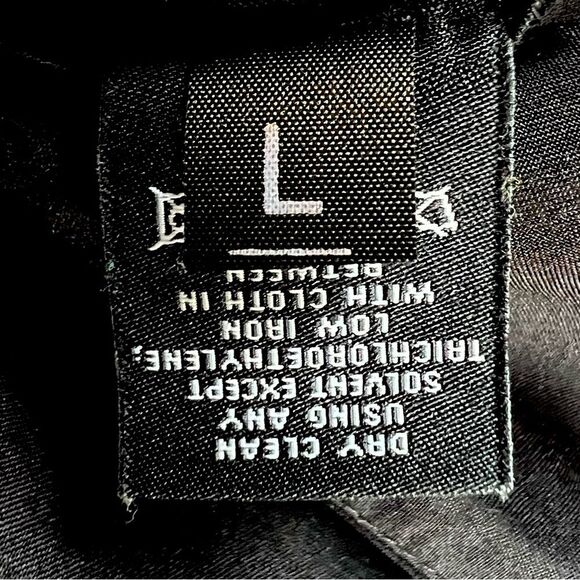 L
DRY CLEAN
USING ANY
SOLVENT EXCEPT
TRICHLOROETHYLENE;
LOW IRON
WITH CLOTH IN
BETWEEN